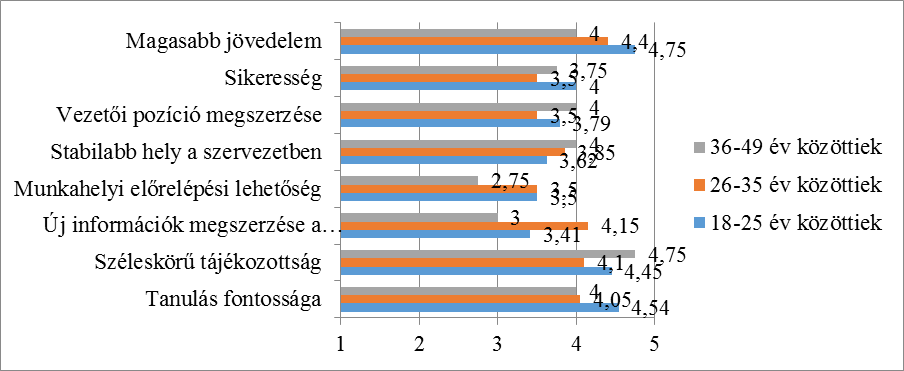 Magasabb jövedelem
4
4,4
4,75
Sikeresség
3,75
3,5
4
Vezetői pozíció megszerzése
4
3,5
3,79
Stabilabb hely a szervezetben
4
3,85
3,62
Munkahelyi előrelépési lehetőség
2,75
3,5
3,5
Új információk megszerzése a…
3
4,15
3,41
Széleskörű tájékozottság
4,75
4,1
4,45
Tanulás fontossága
4
4,05
4,54
1 2 3 4 5
36-49 év közöttiek
26-35 év közöttiek
18-25 év közöttiek